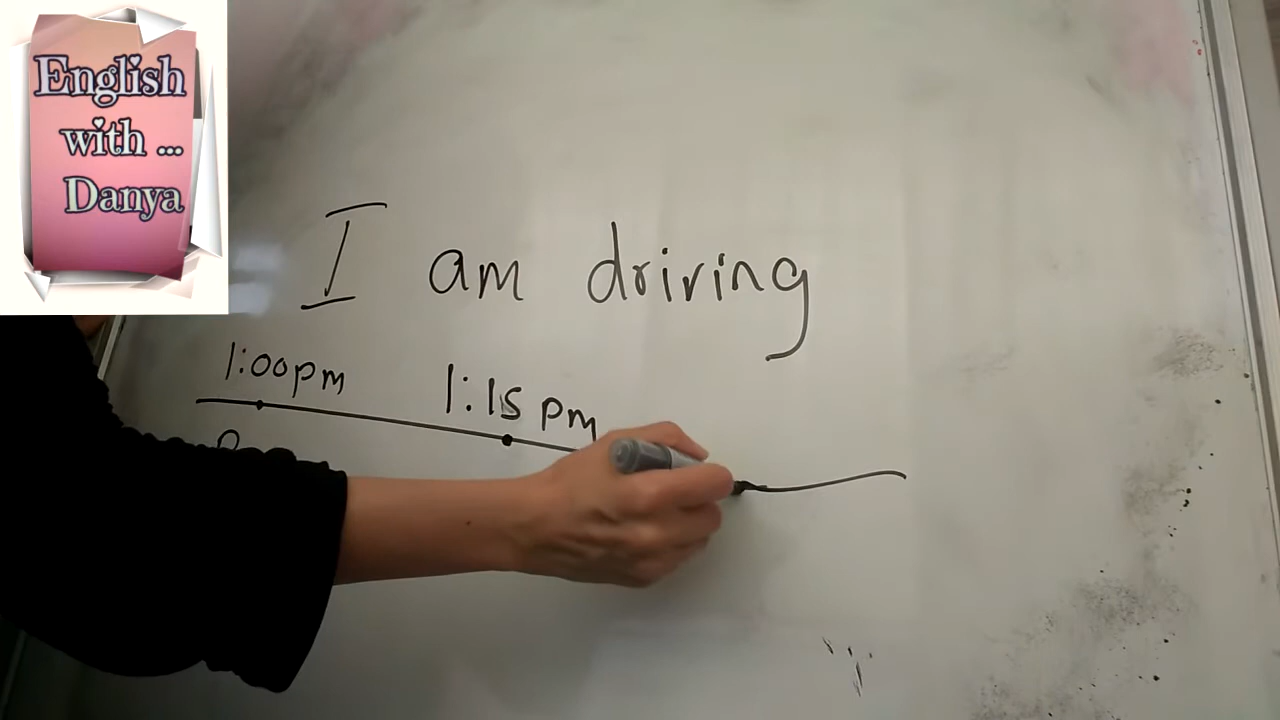 English
with ...
Danya
I am driving
1:00pm 1:15 pm